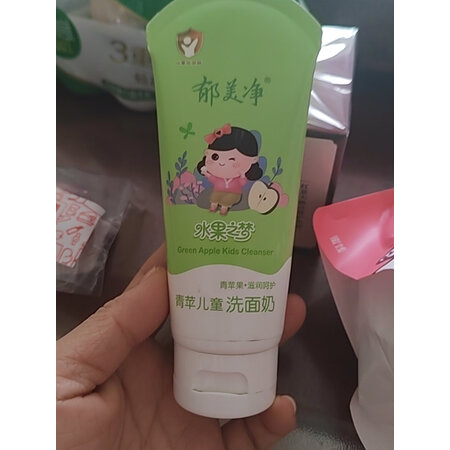 3重
郁美净®
水果之梦
Green Apple Kids Cleanser
青苹果•滋润呵护
青苹儿童洗面奶